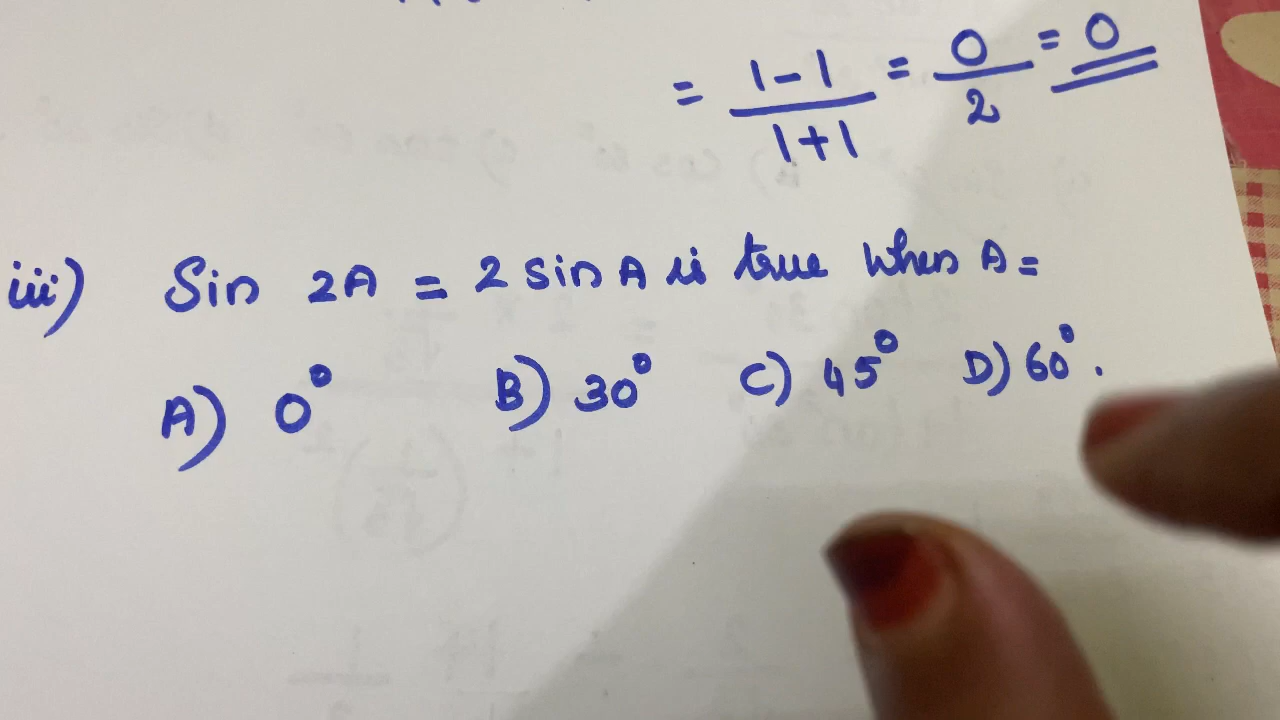 = 1-1 / 1+1 = 0 / 2 = 0
iii) Sin 2A = 2 sin A is true when A =
A) 0° B) 30° C) 45° D) 60°.